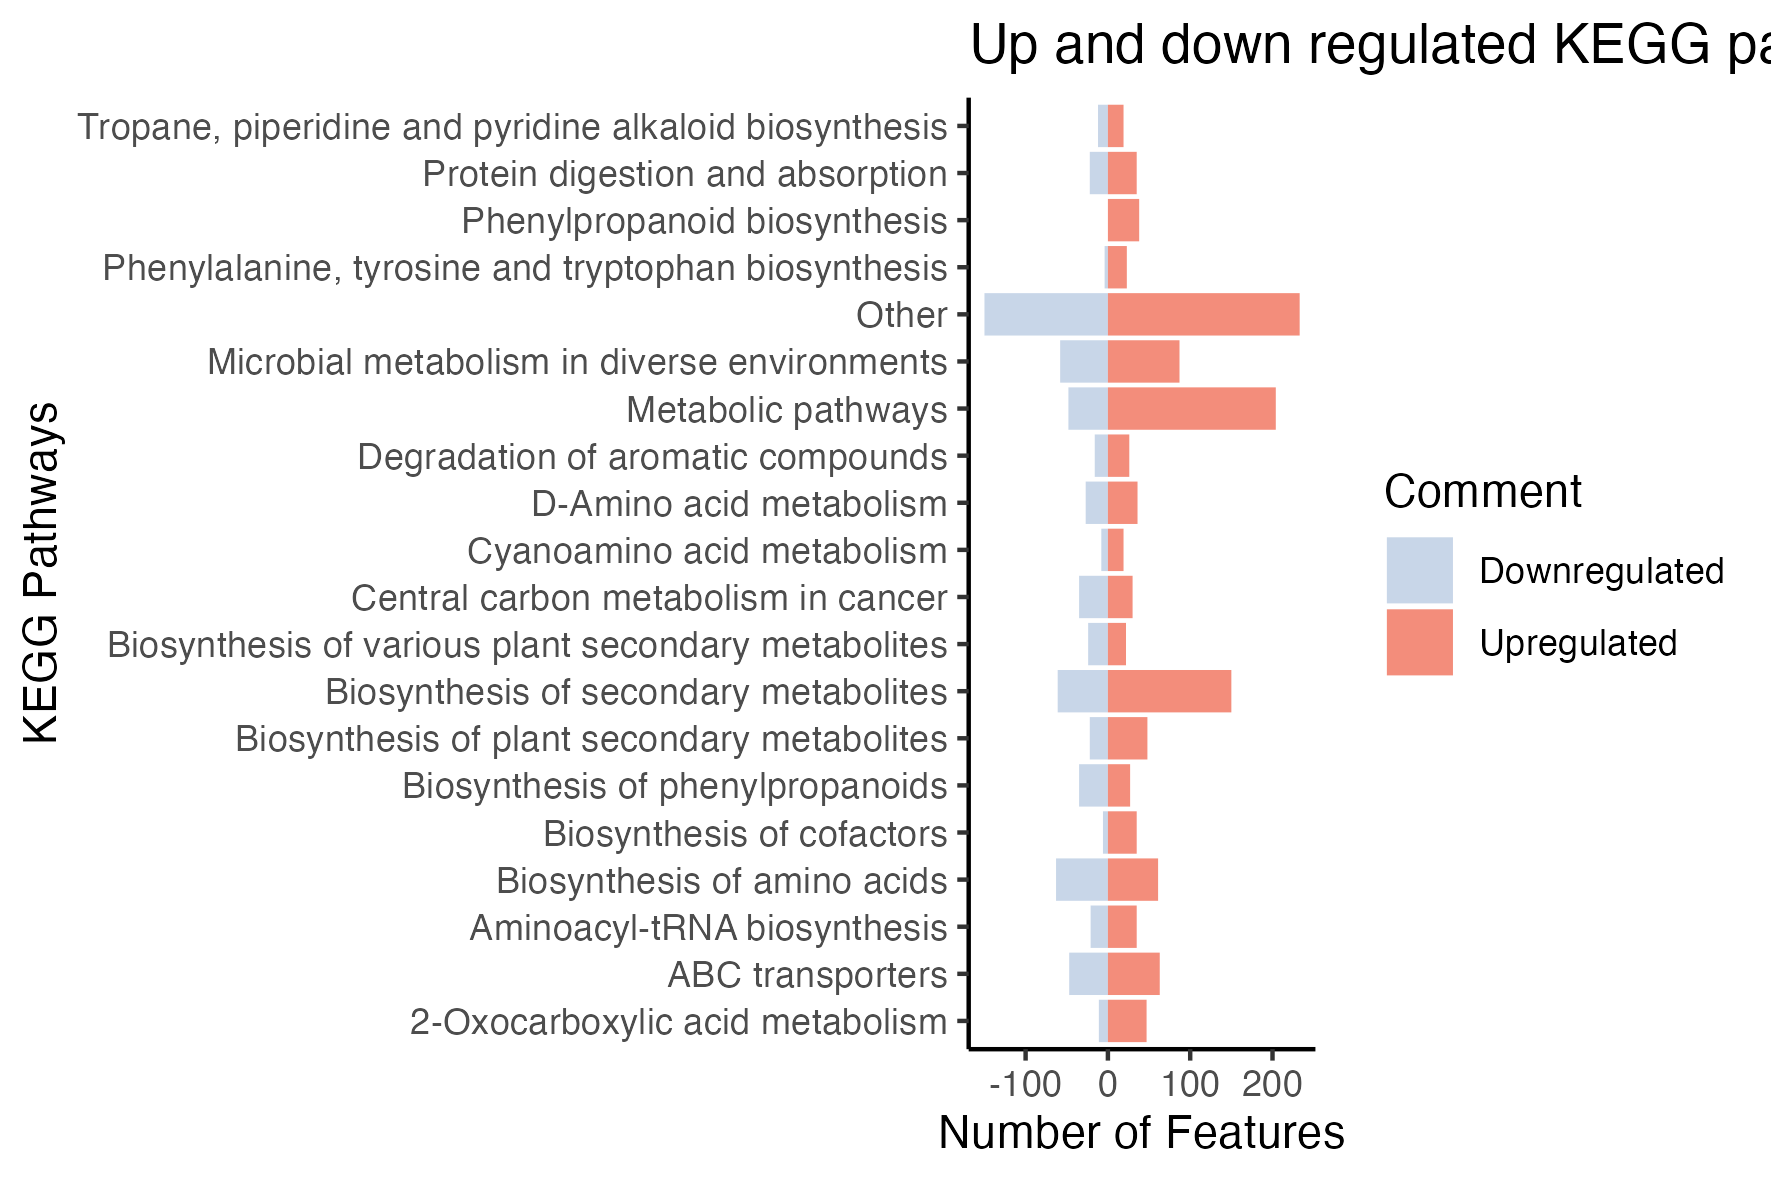 Up and down regulated KEGG pa
Tropane, piperidine and pyridine alkaloid biosynthesis
Protein digestion and absorption
Phenylpropanoid biosynthesis
Phenylalanine, tyrosine and tryptophan biosynthesis
Other
Microbial metabolism in diverse environments
Metabolic pathways
Degradation of aromatic compounds
D-Amino acid metabolism
Cyanoamino acid metabolism
Central carbon metabolism in cancer
Biosynthesis of various plant secondary metabolites
Biosynthesis of secondary metabolites
Biosynthesis of plant secondary metabolites
Biosynthesis of phenylpropanoids
Biosynthesis of cofactors
Biosynthesis of amino acids
Aminoacyl-tRNA biosynthesis
ABC transporters
2-Oxocarboxylic acid metabolism
KEGG Pathways
-100 0 100 200
Number of Features
Comment
Downregulated
Upregulated